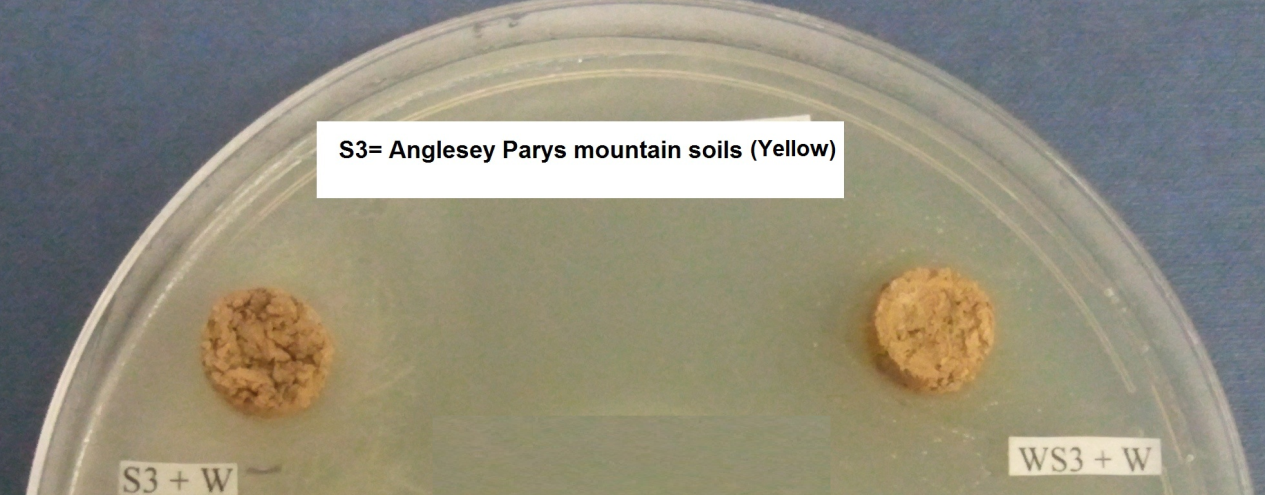 S3= Anglesey Parys mountain soils (Yellow)
S3 + W
WS3 + W